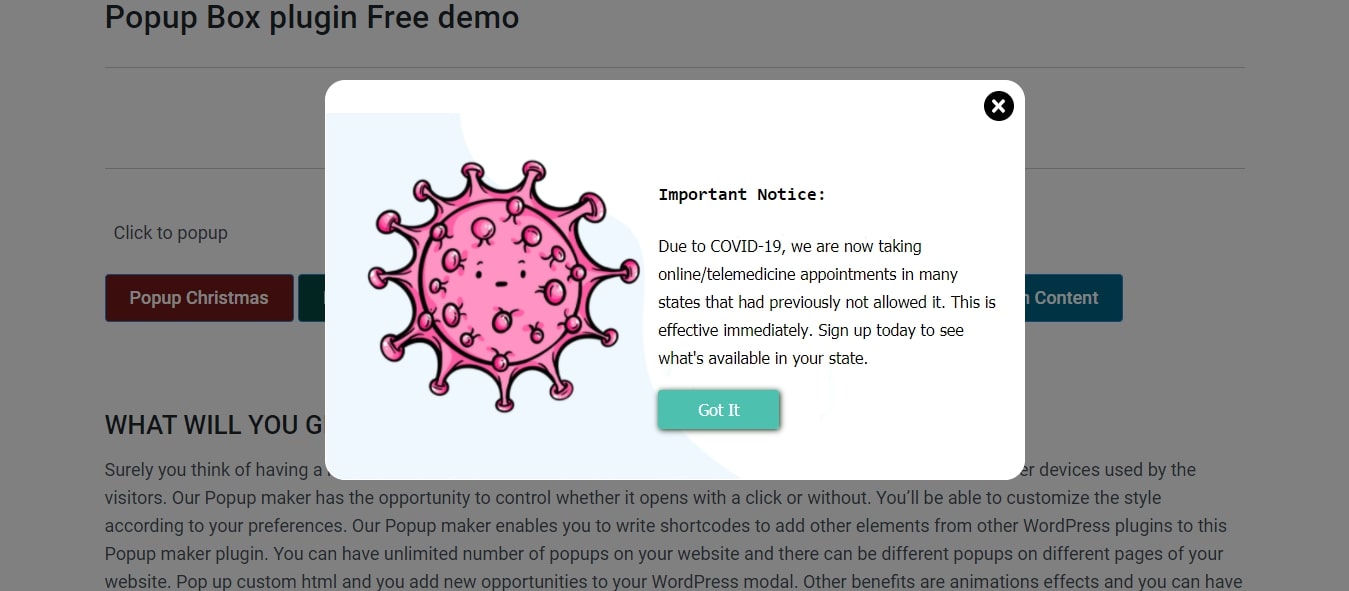 Popup Box plugin Free demo
Important Notice:
Click to popup
Due to COVID-19, we are now taking
online/telemedicine appointments in many
states that had previously not allowed it. This is
effective immediately. Sign up today to see
what's available in your state.
Popup Christmas
Content
Got It
WHAT WILL YOU
Surely you think of having a
devices used by the
visitors. Our Popup maker has the opportunity to control whether it opens with a click or without. You’ll be able to customize the style
according to your preferences. Our Popup maker enables you to write shortcodes to add other elements from other WordPress plugins to this
Popup maker plugin. You can have unlimited number of popups on your website and there can be different popups on different pages of your
website. Pop up custom html and you add new opportunities to your WordPress modal. Other benefits are animations effects and you can have